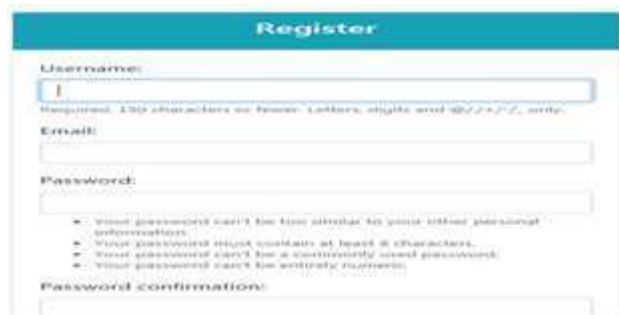 Register
Username:
Required. 150 characters or fewer. Letters, digits and only.
Email:
Password:
• Your password can't be too similar to your other personal
information.
• Your password must contain at least 8 characters.
• Your password can't be a commonly used password.
• Your password can't be entirely numeric.
Password confirmation: